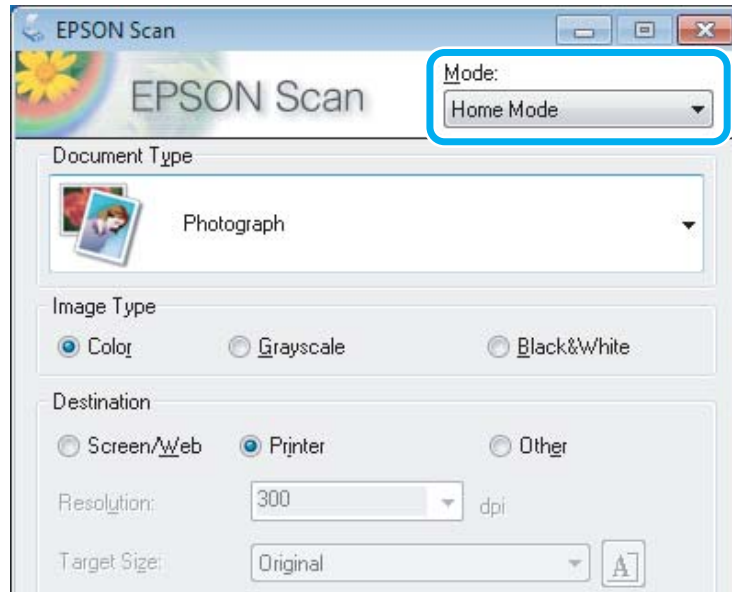 EPSON Scan
EPSON Scan
Mode:
Home Mode
Document Type
Photograph
Image Type
Color Grayscale Black&White
Destination
Screen/Web Printer Other
Resolution: 300 dpi
Target Size: Original A